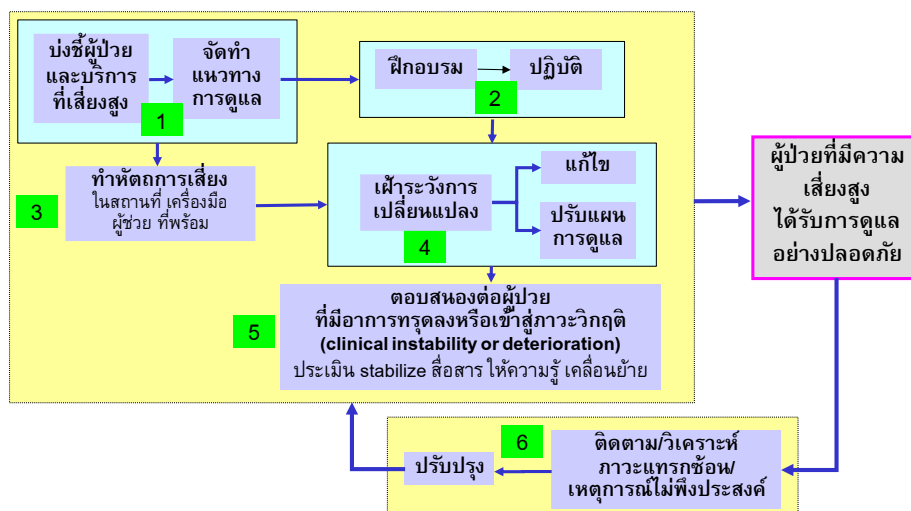 บ่งชี้ผู้ป่วย
และบริการ
ที่เสี่ยงสูง
จัดทำ
แนวทาง
การดูแล
1
ฝึกอบรม
ปฏิบัติ
2
3
ทำหัตถการเสี่ยง
ในสถานที่ เครื่องมือ
ผู้ช่วย ที่พร้อม
เฝ้าระวังการ
เปลี่ยนแปลง
4
แก้ไข
ปรับแผน
การดูแล
5
ตอบสนองต่อผู้ปวย
ที่มีอาการทรุดลงหรือเข้าสู่ภาวะวิกฤติ
(clinical instability or deterioration)
ประเมิน stabilize สื่อสาร ให้ความรู้ เคลื่อนย้าย
ผู้ป่วยที่มีความ
เสี่ยงสูง
ได้รับการดูแล
อย่างปลอดภัย
6
ติดตาม/วิเคราะห์
ภาวะแทรกซ้อน/
เหตุการณ์ไม่พึงประสงค์
ปรับปรุง